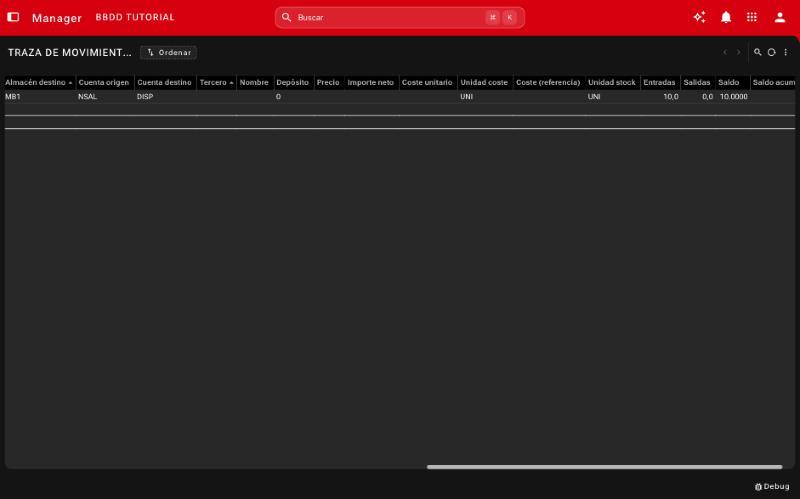 Manager BBDD TUTORIAL Buscar ⌘ K
TRAZA DE MOVIMIENT... Ordenar
Almacén destino Cuenta origen Cuenta destino Tercero Nombre Depósito Precio Importe neto Coste unitario Unidad coste Coste (referencia) Unidad stock Entradas Salidas Saldo Saldo acum
MB1 NSAL DISP 0 UNI UNI 10,0 0,0 10.0000
Debug